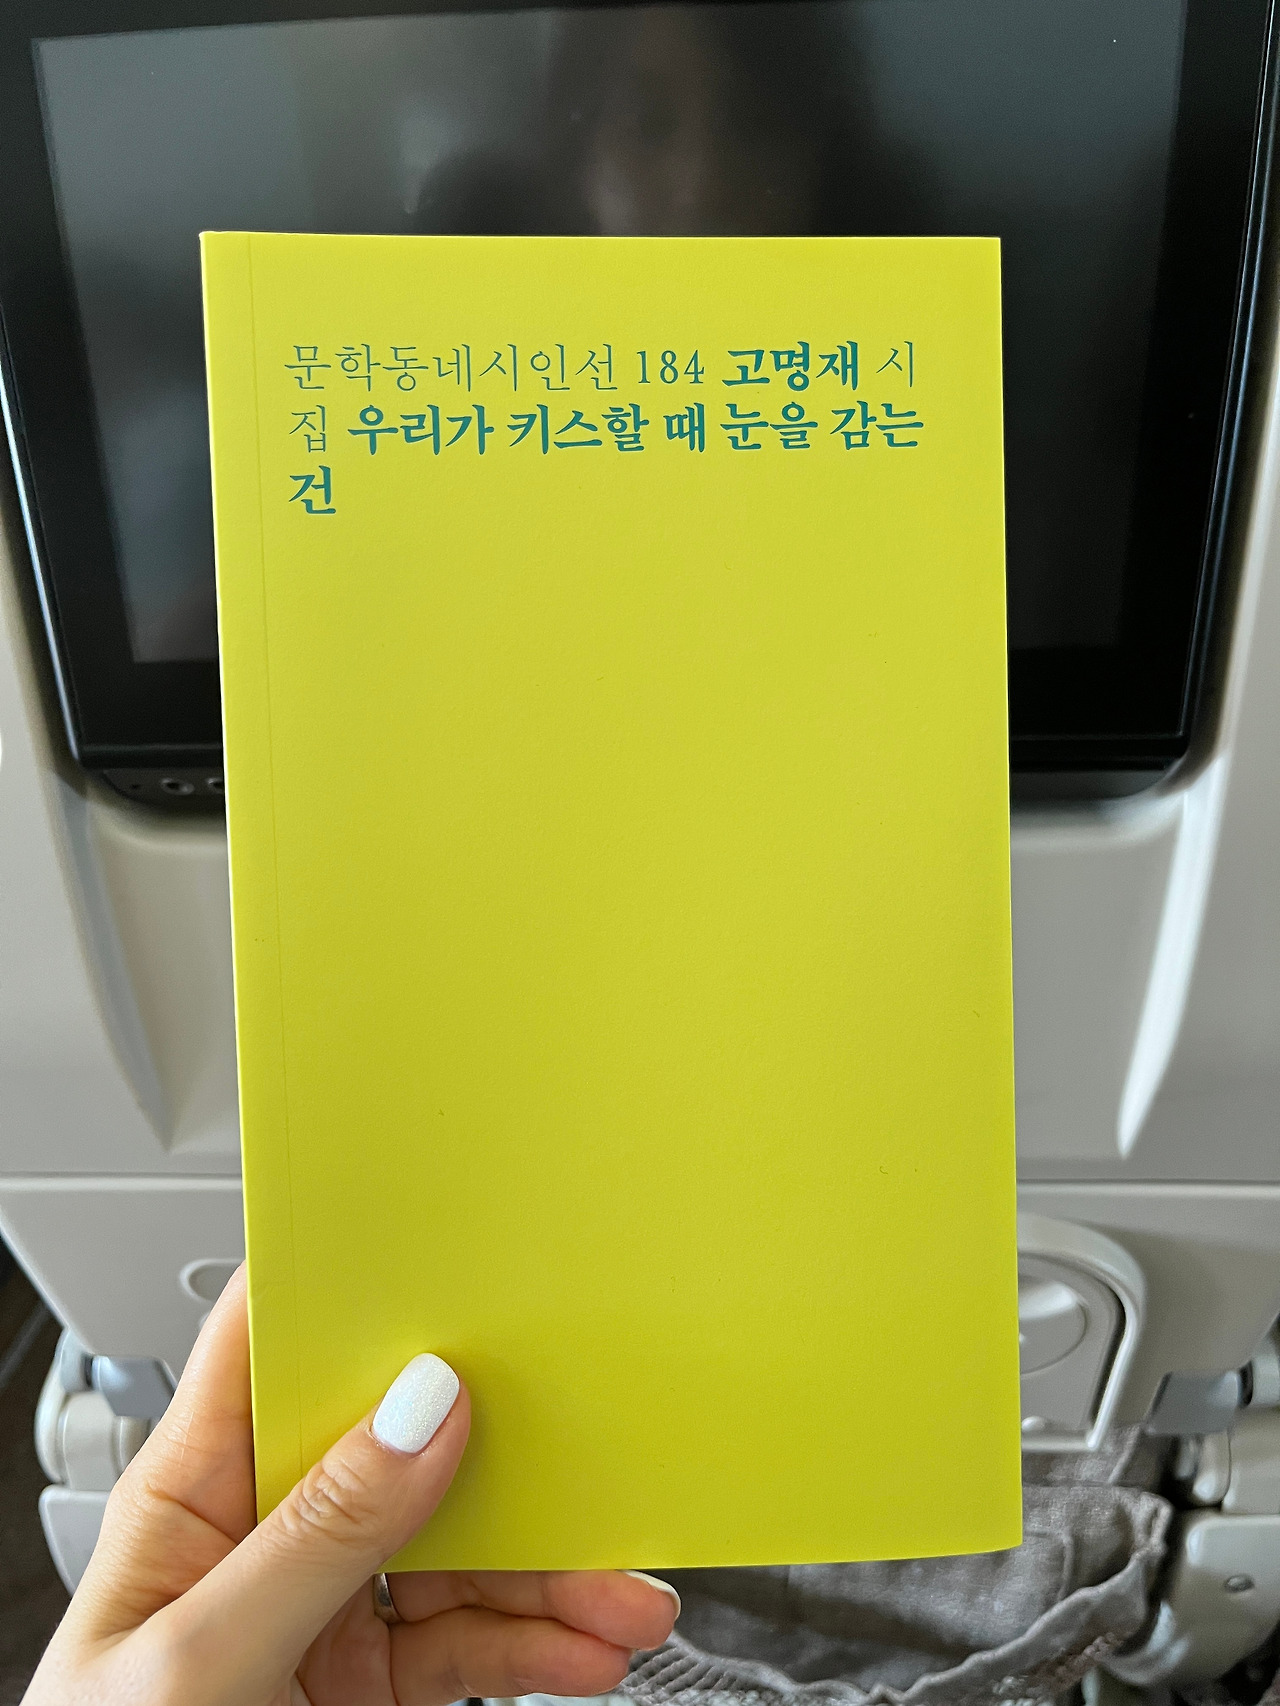 문학동네시인선 184 고명재 시
집 우리가 키스할 때 눈을 감는
건